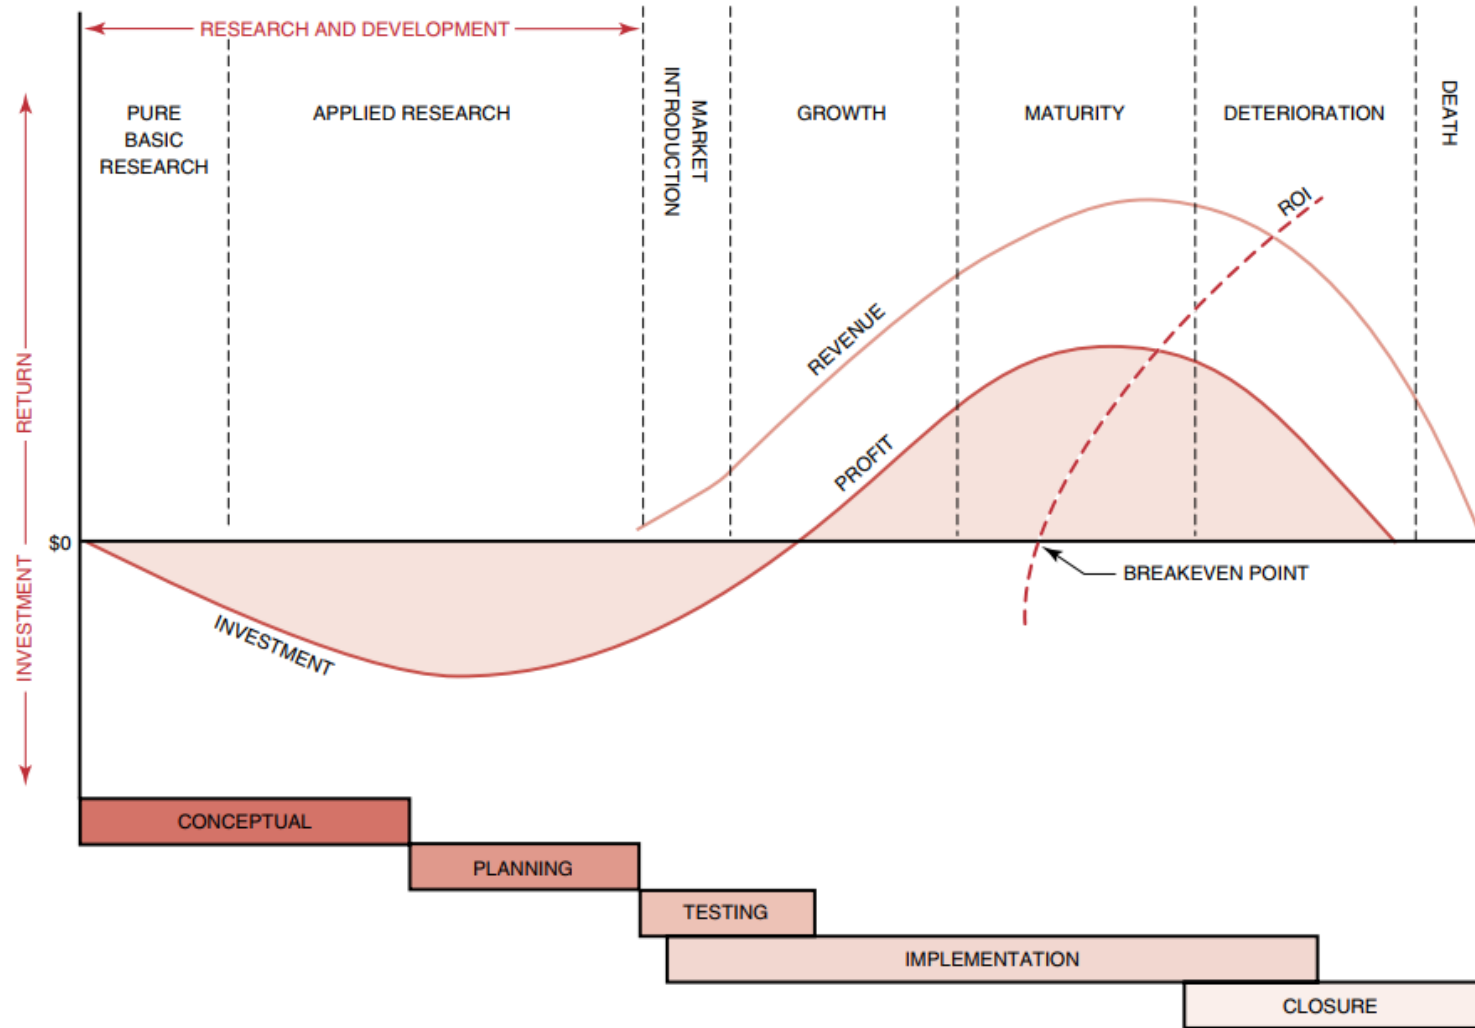 RESEARCH AND DEVELOPMENT
PURE
BASIC
RESEARCH
APPLIED RESEARCH
MARKET
INTRODUCTION
GROWTH
MATURITY
DETERIORATION
DEATH
RETURN
INVESTMENT
$0
REVENUE
PROFIT
ROI
INVESTMENT
BREAKEVEN POINT
CONCEPTUAL
PLANNING
TESTING
IMPLEMENTATION
CLOSURE